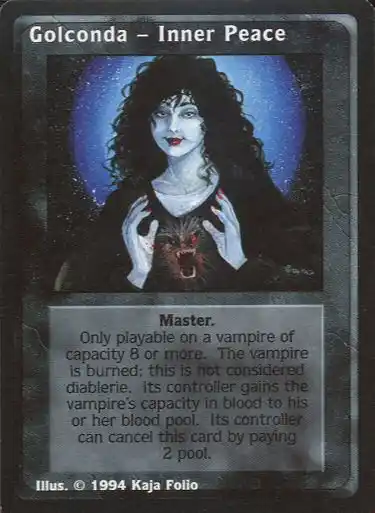 Golconda – Inner Peace
Master.
Only playable on a vampire of
capacity 8 or more. The vampire
is burned; this is not considered
diablerie. Its controller gains the
vampire's capacity in blood to his
or her blood pool. Its controller
can cancel this card by paying
2 pool.
Illus. © 1994 Kaja Folio